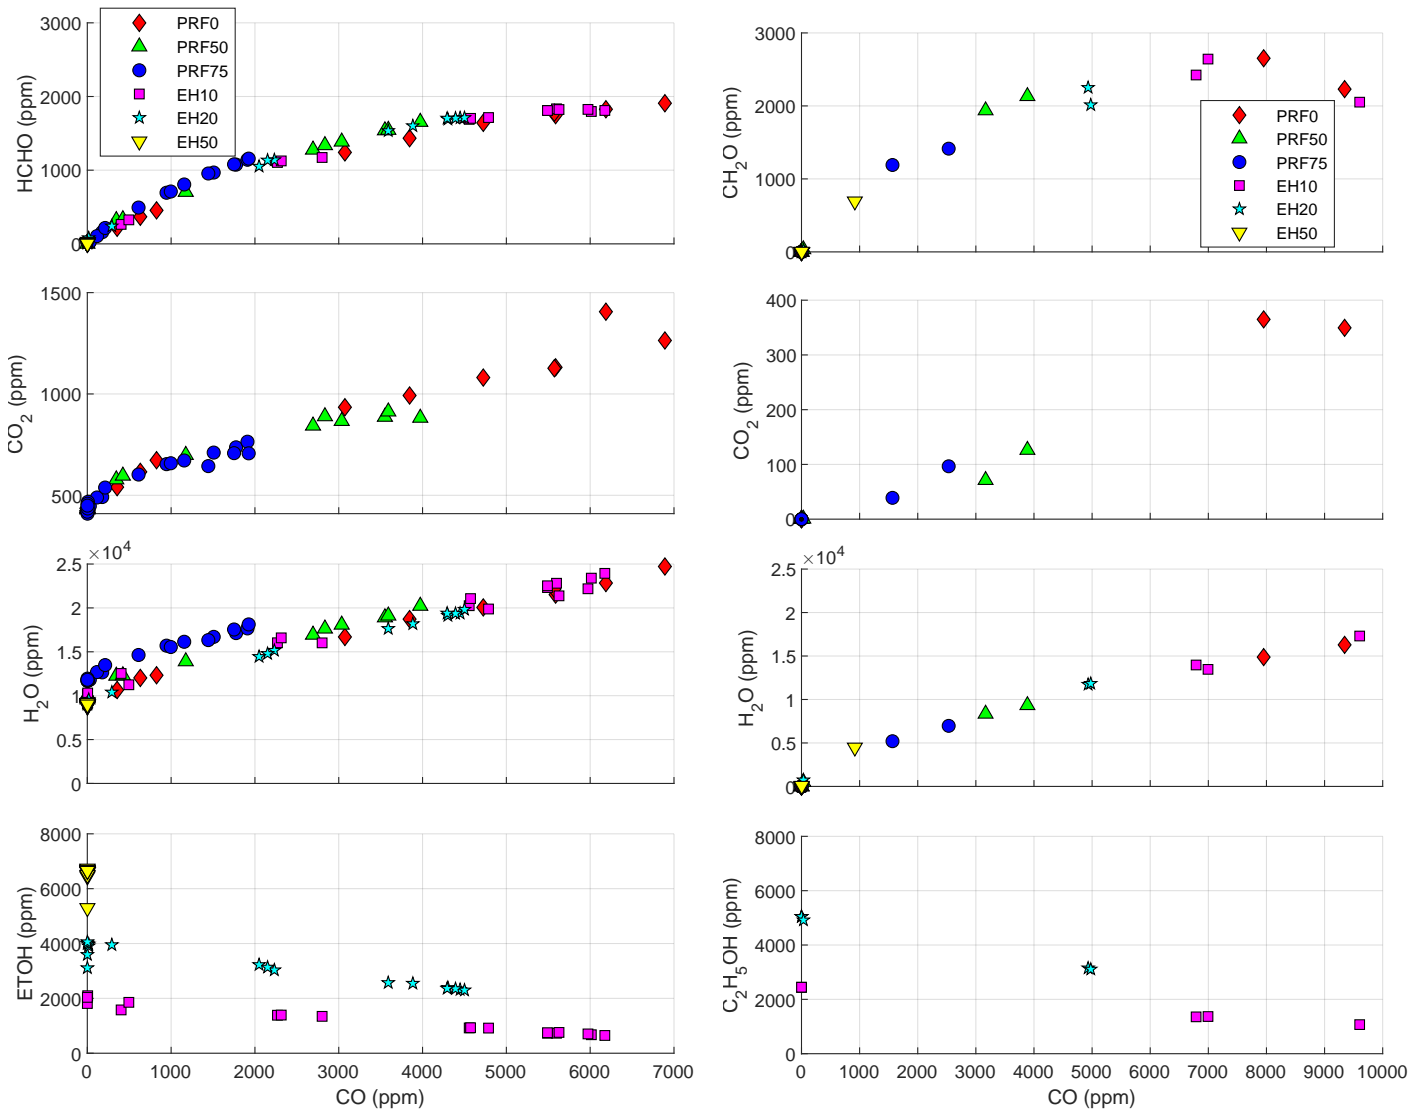 3000
2000
1000
0
HCHO (ppm)
PRF0
PRF50
PRF75
EH10
EH20
EH50
1500
1000
500
CO2 (ppm)
×10^4
2.5
2
1.5
1
0.5
0
H2O (ppm)
8000
6000
4000
2000
0
ETOH (ppm)
0 1000 2000 3000 4000 5000 6000 7000
CO (ppm)
3000
2000
1000
0
CH2O (ppm)
PRF0
PRF50
PRF75
EH10
EH20
EH50
400
300
200
100
0
CO2 (ppm)
×10^4
2.5
2
1.5
1
0.5
0
H2O (ppm)
8000
6000
4000
2000
0
C2H5OH (ppm)
0 1000 2000 3000 4000 5000 6000 7000 8000 9000 10000
CO (ppm)